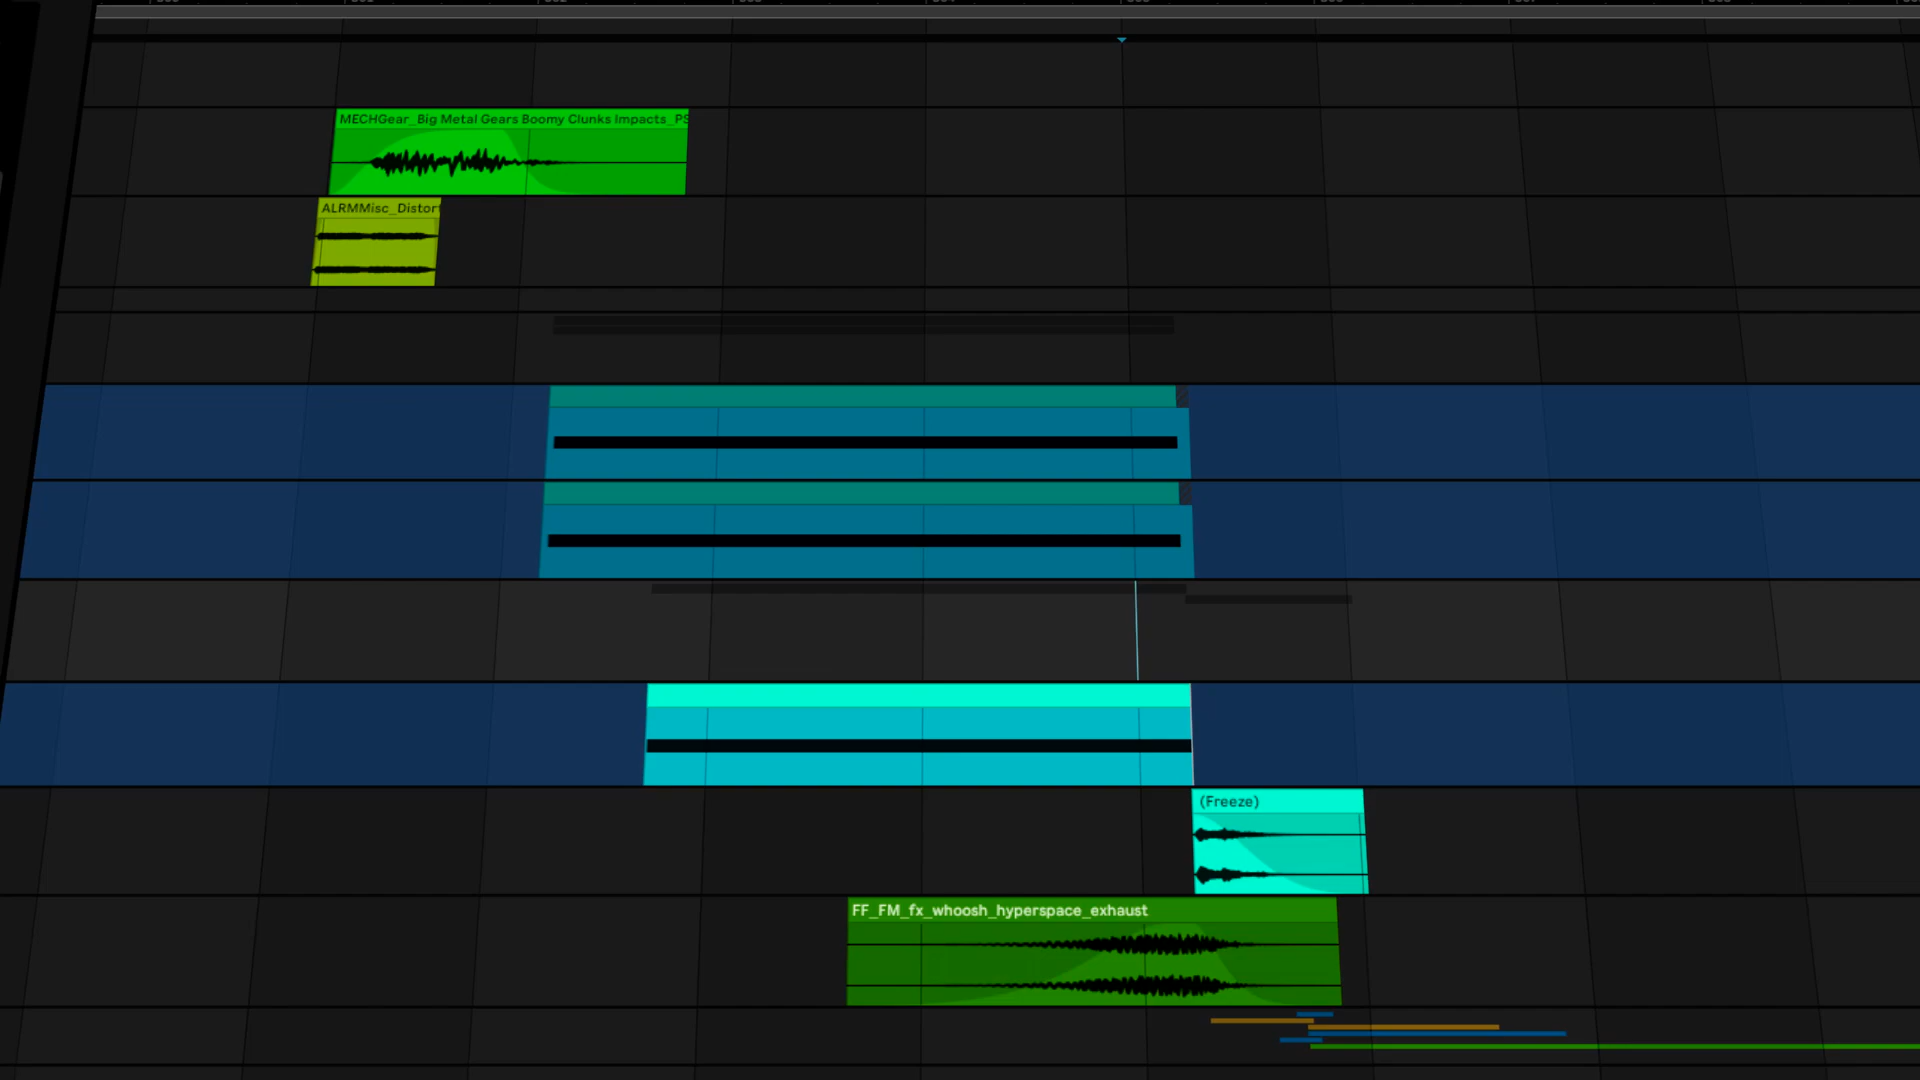 MECHGear_Big Metal Gears Boomy Clunks Impacts_PS
ALRMMisc_Distor
(Freeze)
FF_FM_fx_whoosh_hyperspace_exhaust